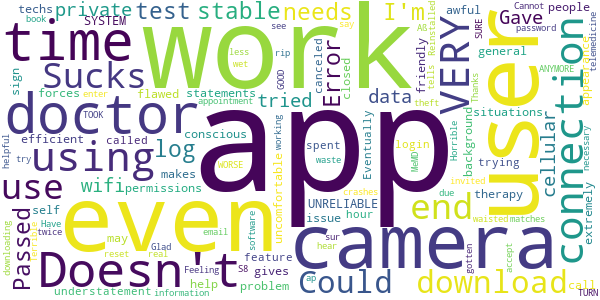 techs
book
SYSTEM
private
test
stable
needs
I'm
Gave
Cannot
people
awful
see
say
SURE
password
rip
AS
Reinstalled
telemedicine
sign
time
work
user
VERY
connection
less
wet
.GOOD
canceled
closed
Error
friendly
tells
general
ANYMORE
appearance
Sucks
forces
flawed
statements
tried
data
situations
enter
doctor
efficient
called
TOOK
appointment
conscious
app
Eventually
login
theft
background
Thanks
cellular
necessary
helpful
try
using
log
makes
WORSE
spent
working
waste
MeMD
Horrible
trying
use
wifi
permissions
uncomfortable
UNRELIABLE
crashes
due
therapy
extremely
Passed
self
Have
twice
may
even
software
issue
hour
hear
invited
end
waisted
matches
downloading
terrible
reset
real
email
camera
gotten
accept
Doesn't
Glad
Feeling
S8
feature
gives
sur
ap
Could
download
call
understatement
information
help
problem
TURN